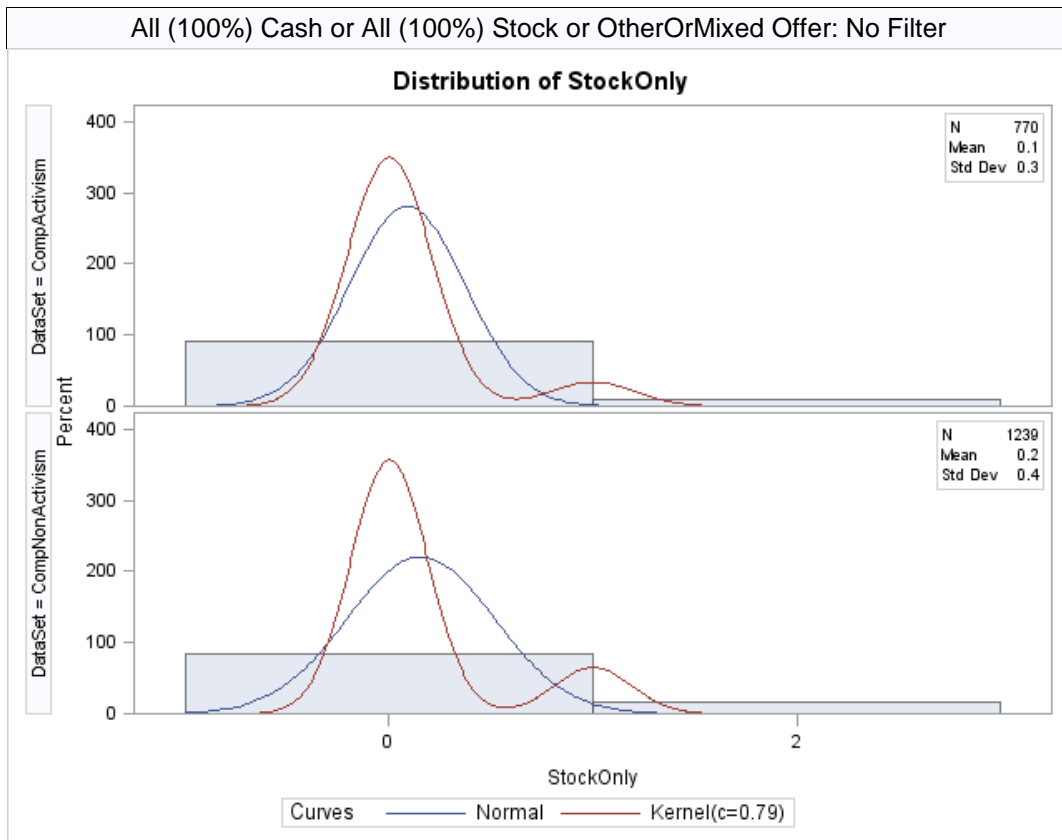 All (100%) Cash or All (100%) Stock or OtherOrMixed Offer: No Filter
Distribution of StockOnly
DataSet = CompActivism
400
300
200
100
0
N 770
Mean 0.1
Std Dev 0.3
Percent
DataSet = CompNonActivism
400
300
200
100
0
N 1239
Mean 0.2
Std Dev 0.4
0 2
StockOnly
Curves Normal Kernel(c=0.79)